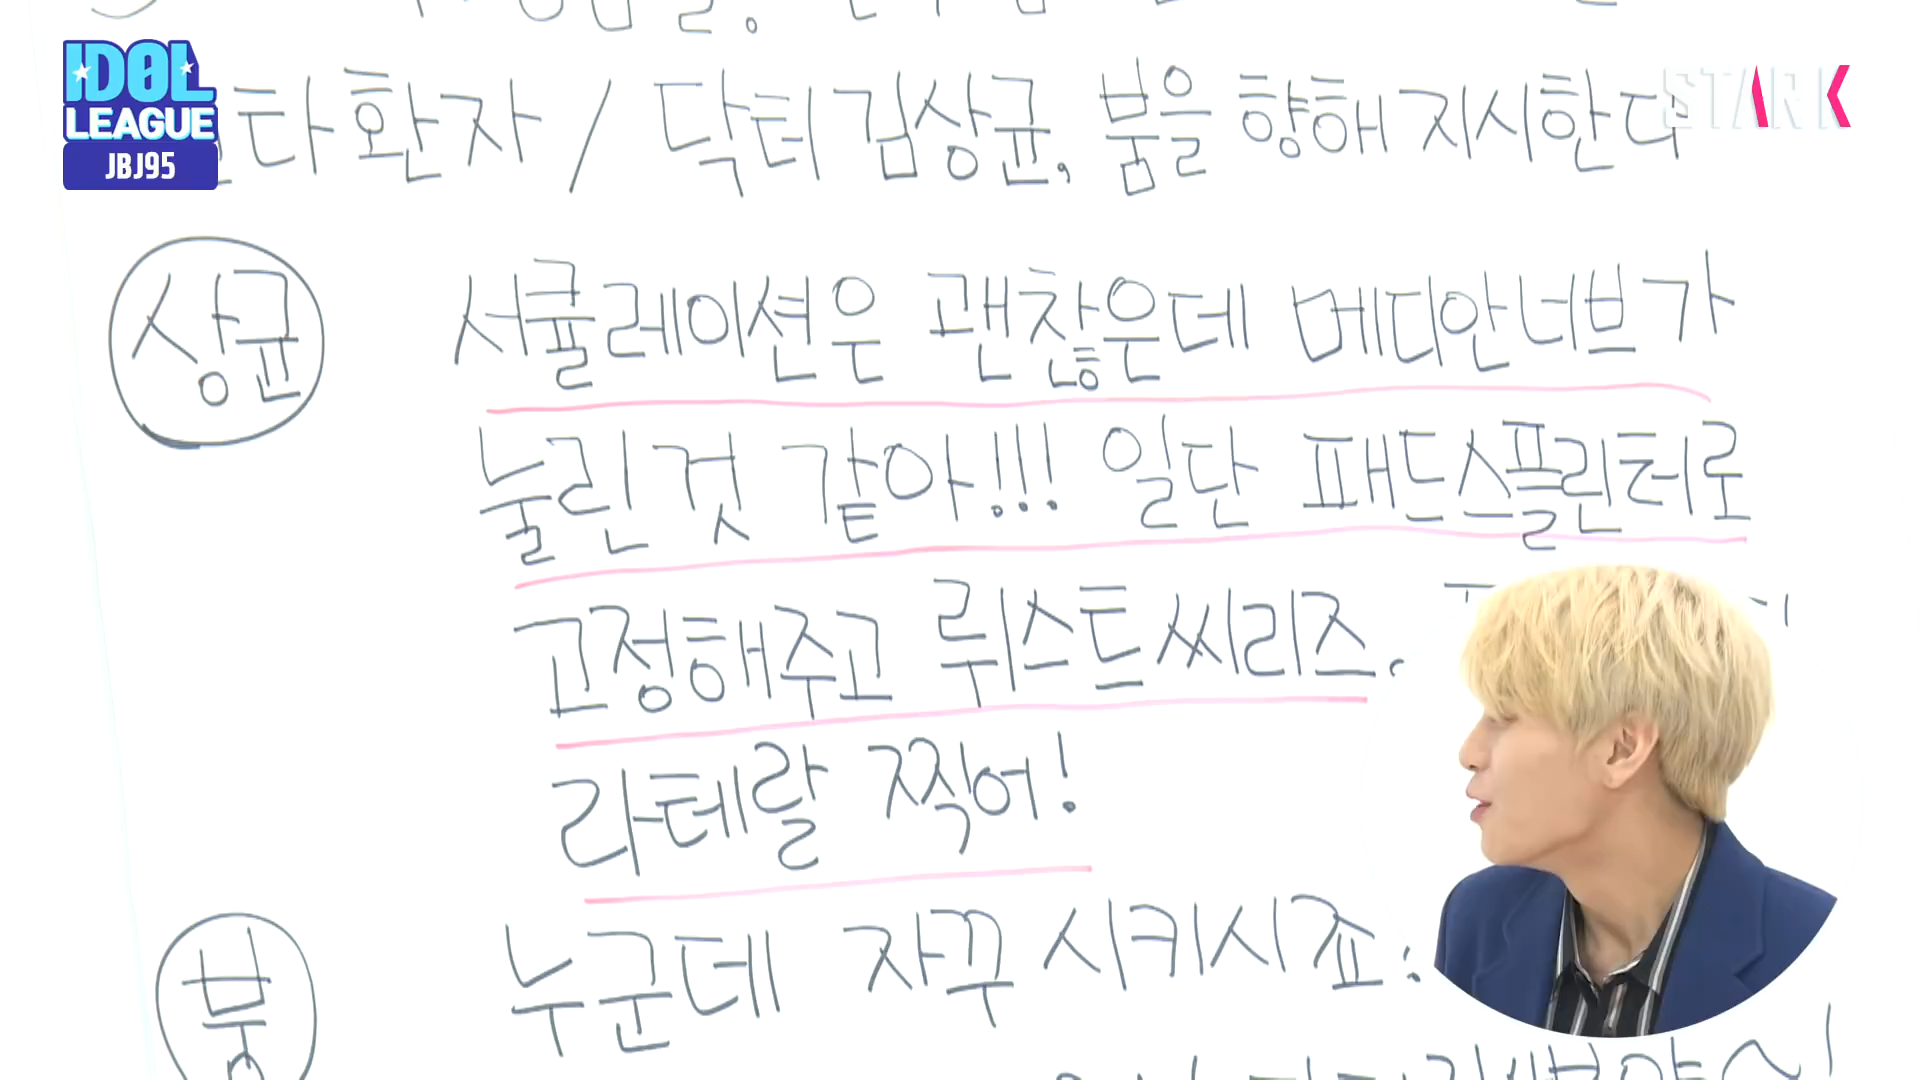 IDOL
LEAGUE
JBJ95
STAR K
타 환자 / 닥터 김상균, 붐을 향해 지시한다
상균
서큘레이션은 괜찮은데 메디안너브가
눌린 것 같아!!! 일단 패드스플린터로
고정해주고 뤼스트씨리즈.
라테랄 찍어!
붐
누군데 자꾸 시키시죠: